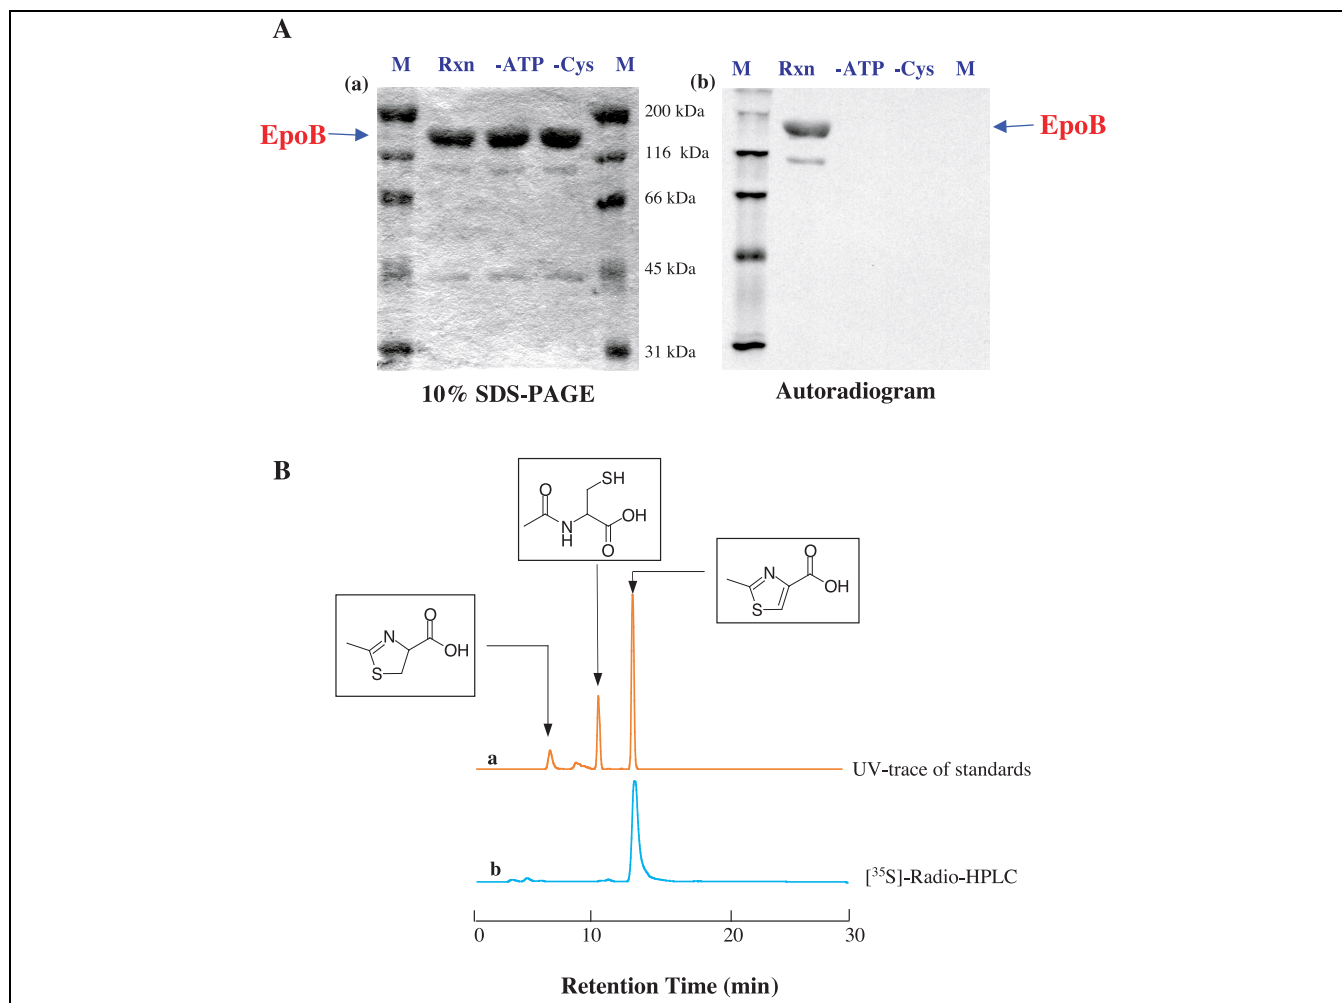 A
M Rxn -ATP -Cys M
(a)
EpoB
200 kDa
116 kDa
66 kDa
45 kDa
31 kDa
10% SDS-PAGE
M Rxn -ATP -Cys M
(b)
EpoB
Autoradiogram
B
O
SH
N
H
OH
O
N
S
O
OH
N
S
O
OH
a
UV-trace of standards
b
[³⁵S]-Radio-HPLC
0 10 20 30
Retention Time (min)